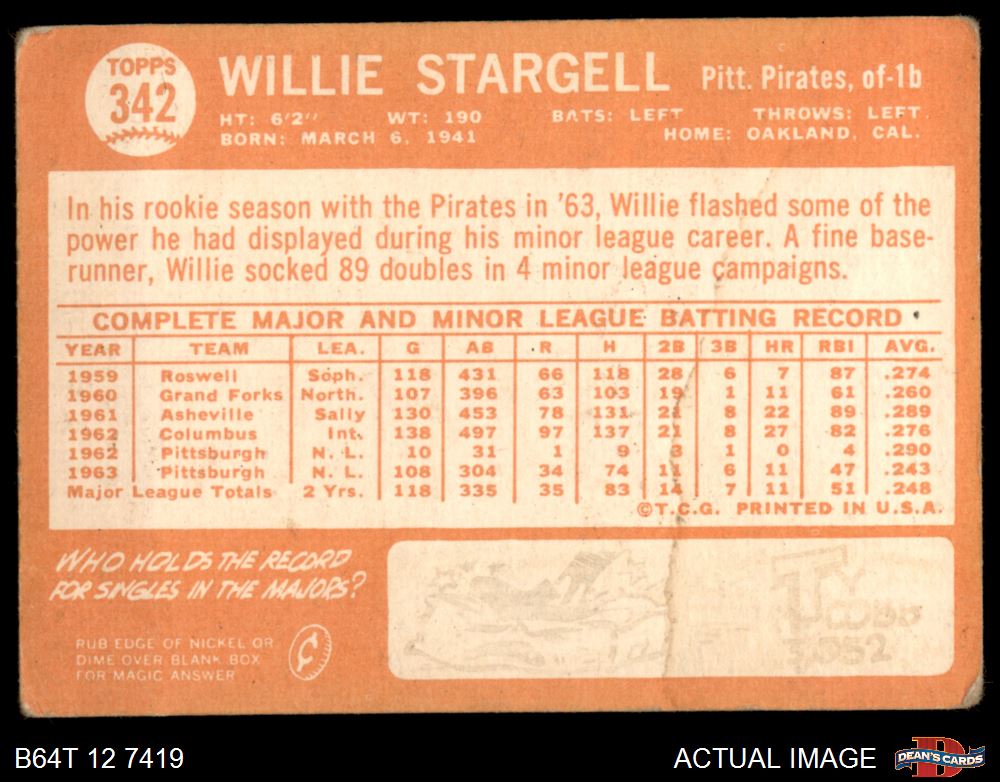 TOPPS
342
WILLIE STARGELL Pitt. Pirates, of-1b
HT: 6'2" WT: 190 BATS: LEFT THROWS: LEFT
BORN: MARCH 6, 1941 HOME: OAKLAND, CAL.
In his rookie season with the Pirates in '63, Willie flashed some of the
power he had displayed during his minor league career. A fine base-
runner, Willie socked 89 doubles in 4 minor league campaigns.
COMPLETE MAJOR AND MINOR LEAGUE BATTING RECORD
YEAR TEAM LEA. G AB R H 2B 3B HR RBI AVG.
1959 Roswell Soph. 118 431 66 118 28 6 7 87 .274
1960 Grand Forks North. 107 396 63 103 19 1 11 61 .260
1961 Asheville Sally 130 453 78 131 21 8 22 89 .289
1962 Columbus Int. 138 497 97 137 21 8 27 82 .276
1962 Pittsburgh N. L. 10 31 1 9 3 1 0 4 .290
1963 Pittsburgh N. L. 108 304 34 74 11 6 11 47 .243
Major League Totals 2 Yrs. 118 335 35 83 14 7 11 51 .248
©T.C.G. PRINTED IN U.S.A.
WHO HOLDS THE RECORD
FOR SINGLES IN THE MAJORS?
RUB EDGE OF NICKEL OR
DIME OVER BLANK BOX
FOR MAGIC ANSWER
TY
COBB
3,052
B64T 12 7419 ACTUAL IMAGE DEAN'S CARDS